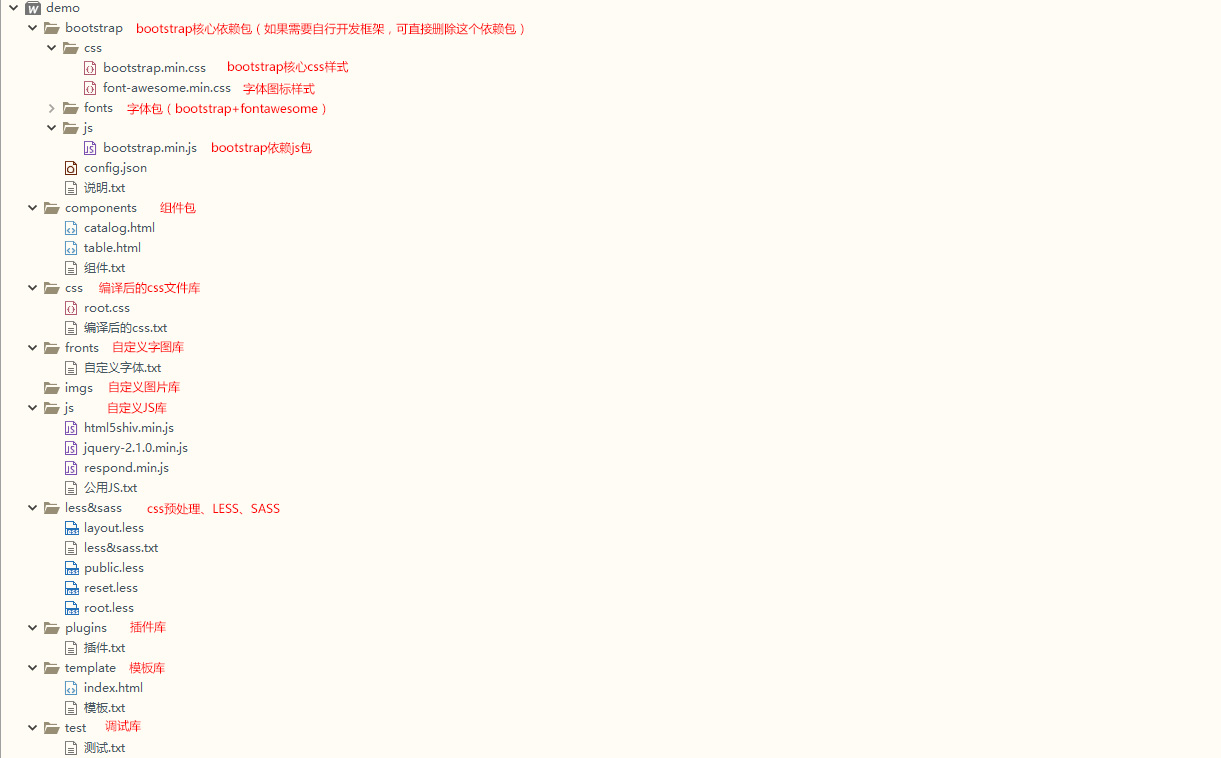 demo
bootstrap bootstrap核心依赖包（如果需要自行开发框架，可直接删除这个依赖包）
css
bootstrap.min.css bootstrap核心css样式
font-awesome.min.css 字体图标样式
fonts 字体包（bootstrap+fontawesome）
js
bootstrap.min.js bootstrap依赖js包
config.json
说明.txt
components 组件包
catalog.html
table.html
组件.txt
css 编译后的css文件库
root.css
编译后的css.txt
fronts 自定义字图库
自定义字体.txt
imgs 自定义图片库
js 自定义JS库
html5shiv.min.js
jquery-2.1.0.min.js
respond.min.js
公用JS.txt
less&sass css预处理、LESS、SASS
layout.less
less&sass.txt
public.less
reset.less
root.less
plugins 插件库
插件.txt
template 模板库
index.html
模板.txt
test 调试库
测试.txt